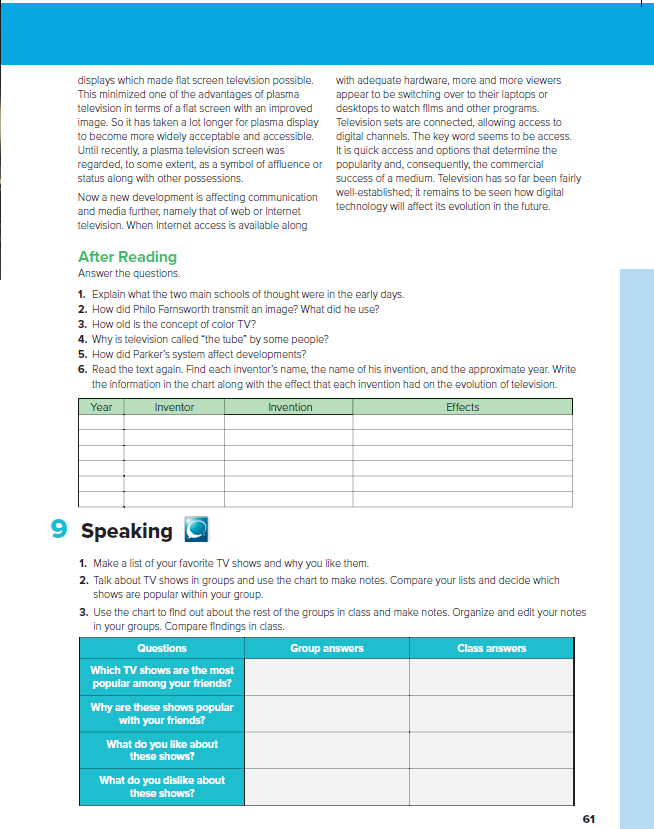 displays which made flat screen television possible.
This minimized one of the advantages of plasma
television in terms of a flat screen with an improved
image. So it has taken a lot longer for plasma display
to become more widely acceptable and accessible.
Until recently, a plasma television screen was
regarded, to some extent, as a symbol of affluence or
status along with other possessions.
Now a new development is affecting communication
and media further, namely that of web or Internet
television. When Internet access is available along
with adequate hardware, more and more viewers
appear to be switching over to their laptops or
desktops to watch films and other programs.
Television sets are connected, allowing access to
digital channels. The key word seems to be access.
It is quick access and options that determine the
popularity and, consequently, the commercial
success of a medium. Television has so far been fairly
well-established; it remains to be seen how digital
technology will affect its evolution in the future.
After Reading
Answer the questions.
1. Explain what the two main schools of thought were in the early days.
2. How did Philo Farnsworth transmit an image? What did he use?
3. How old is the concept of color TV?
4. Why is television called “the tube” by some people?
5. How did Parker’s system affect developments?
6. Read the text again. Find each inventor’s name, the name of his invention, and the approximate year. Write
the information in the chart along with the effect that each invention had on the evolution of television.
Year Inventor Invention Effects
9 Speaking
1. Make a list of your favorite TV shows and why you like them.
2. Talk about TV shows in groups and use the chart to make notes. Compare your lists and decide which
shows are popular within your group.
3. Use the chart to find out about the rest of the groups in class and make notes. Organize and edit your notes
in your groups. Compare findings in class.
Questions Group answers Class answers
Which TV shows are the most
popular among your friends?
Why are these shows popular
with your friends?
What do you like about
these shows?
What do you dislike about
these shows?
61